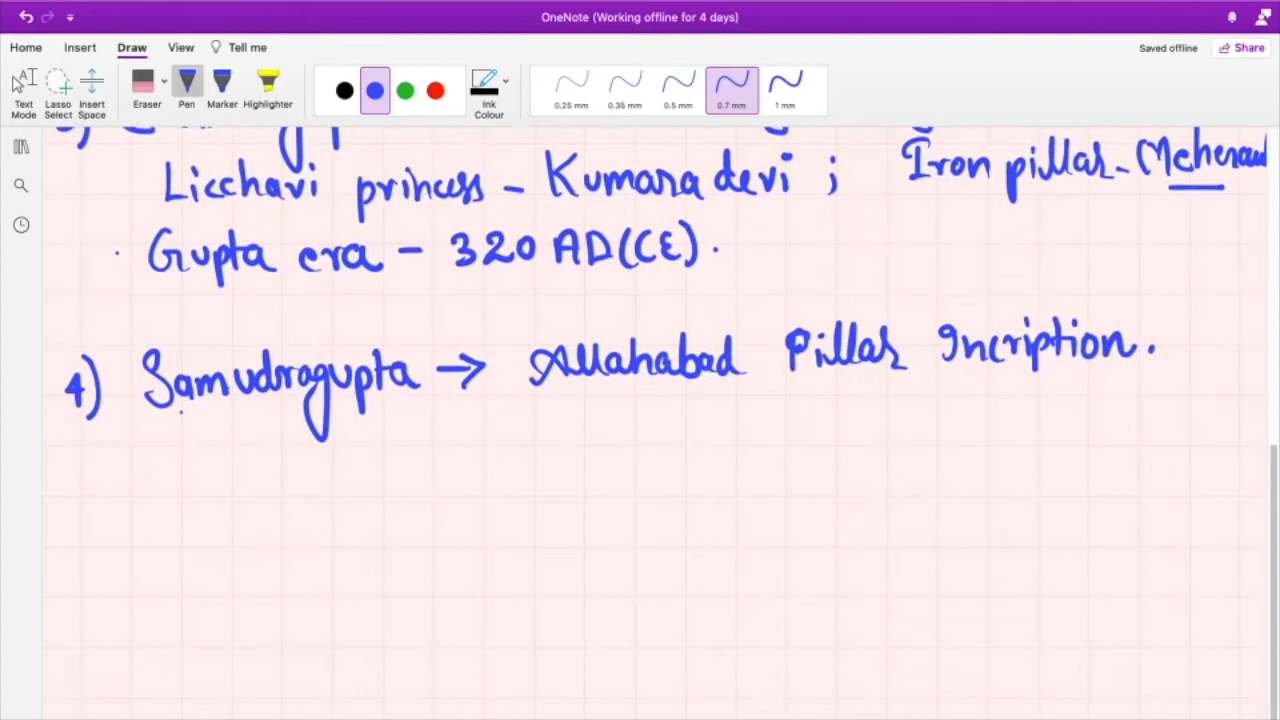 OneNote (Working offline for 4 days)
Home Insert Draw View Tell me
Saved offline Share
Text Mode
Lasso Select
Insert Space
Eraser
Pen
Marker
Highlighter
Ink Colour
0.25 mm
0.35 mm
0.5 mm
0.7 mm
1 mm
Licchavi princess - Kumaradevi ; Iron pillar - Meherau
Gupta era - 320 AD(CE).
4) Samudragupta → Allahabad Pillar Incription.